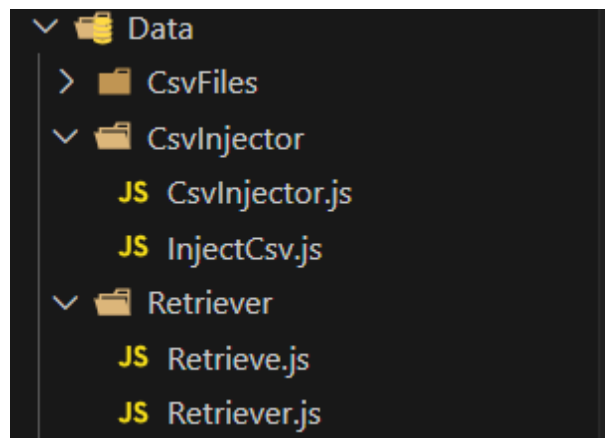 Data
CsvFiles
CsvInjector
JS CsvInjector.js
JS InjectCsv.js
Retriever
JS Retrieve.js
JS Retriever.js